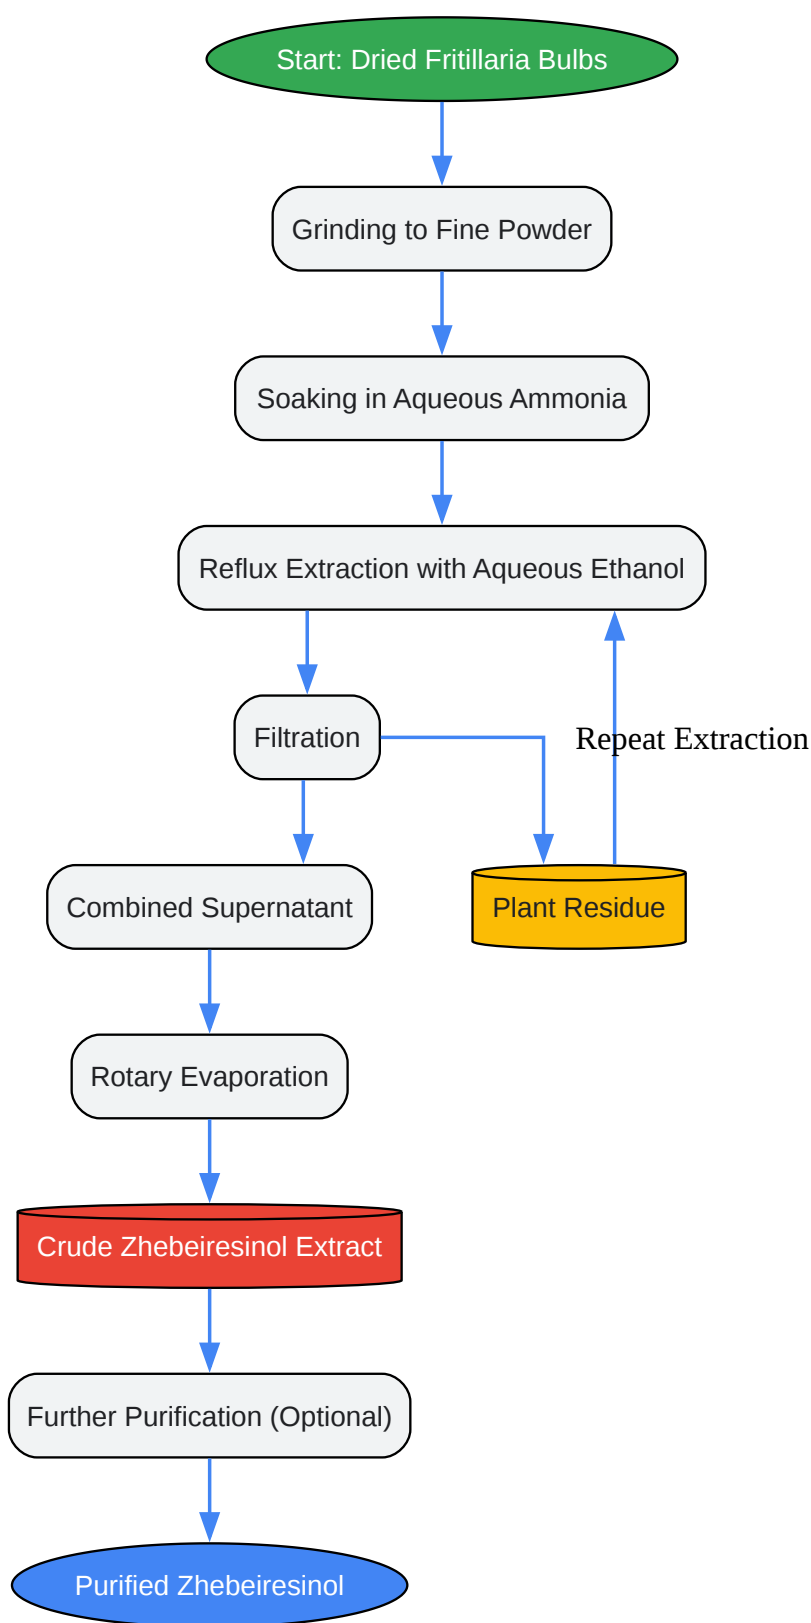 Start: Dried Fritillaria Bulbs
Grinding to Fine Powder
Soaking in Aqueous Ammonia
Reflux Extraction with Aqueous Ethanol
Filtration
Repeat Extraction
Combined Supernatant
Plant Residue
Rotary Evaporation
Crude Zhebeiresinol Extract
Further Purification (Optional)
Purified Zhebeiresinol